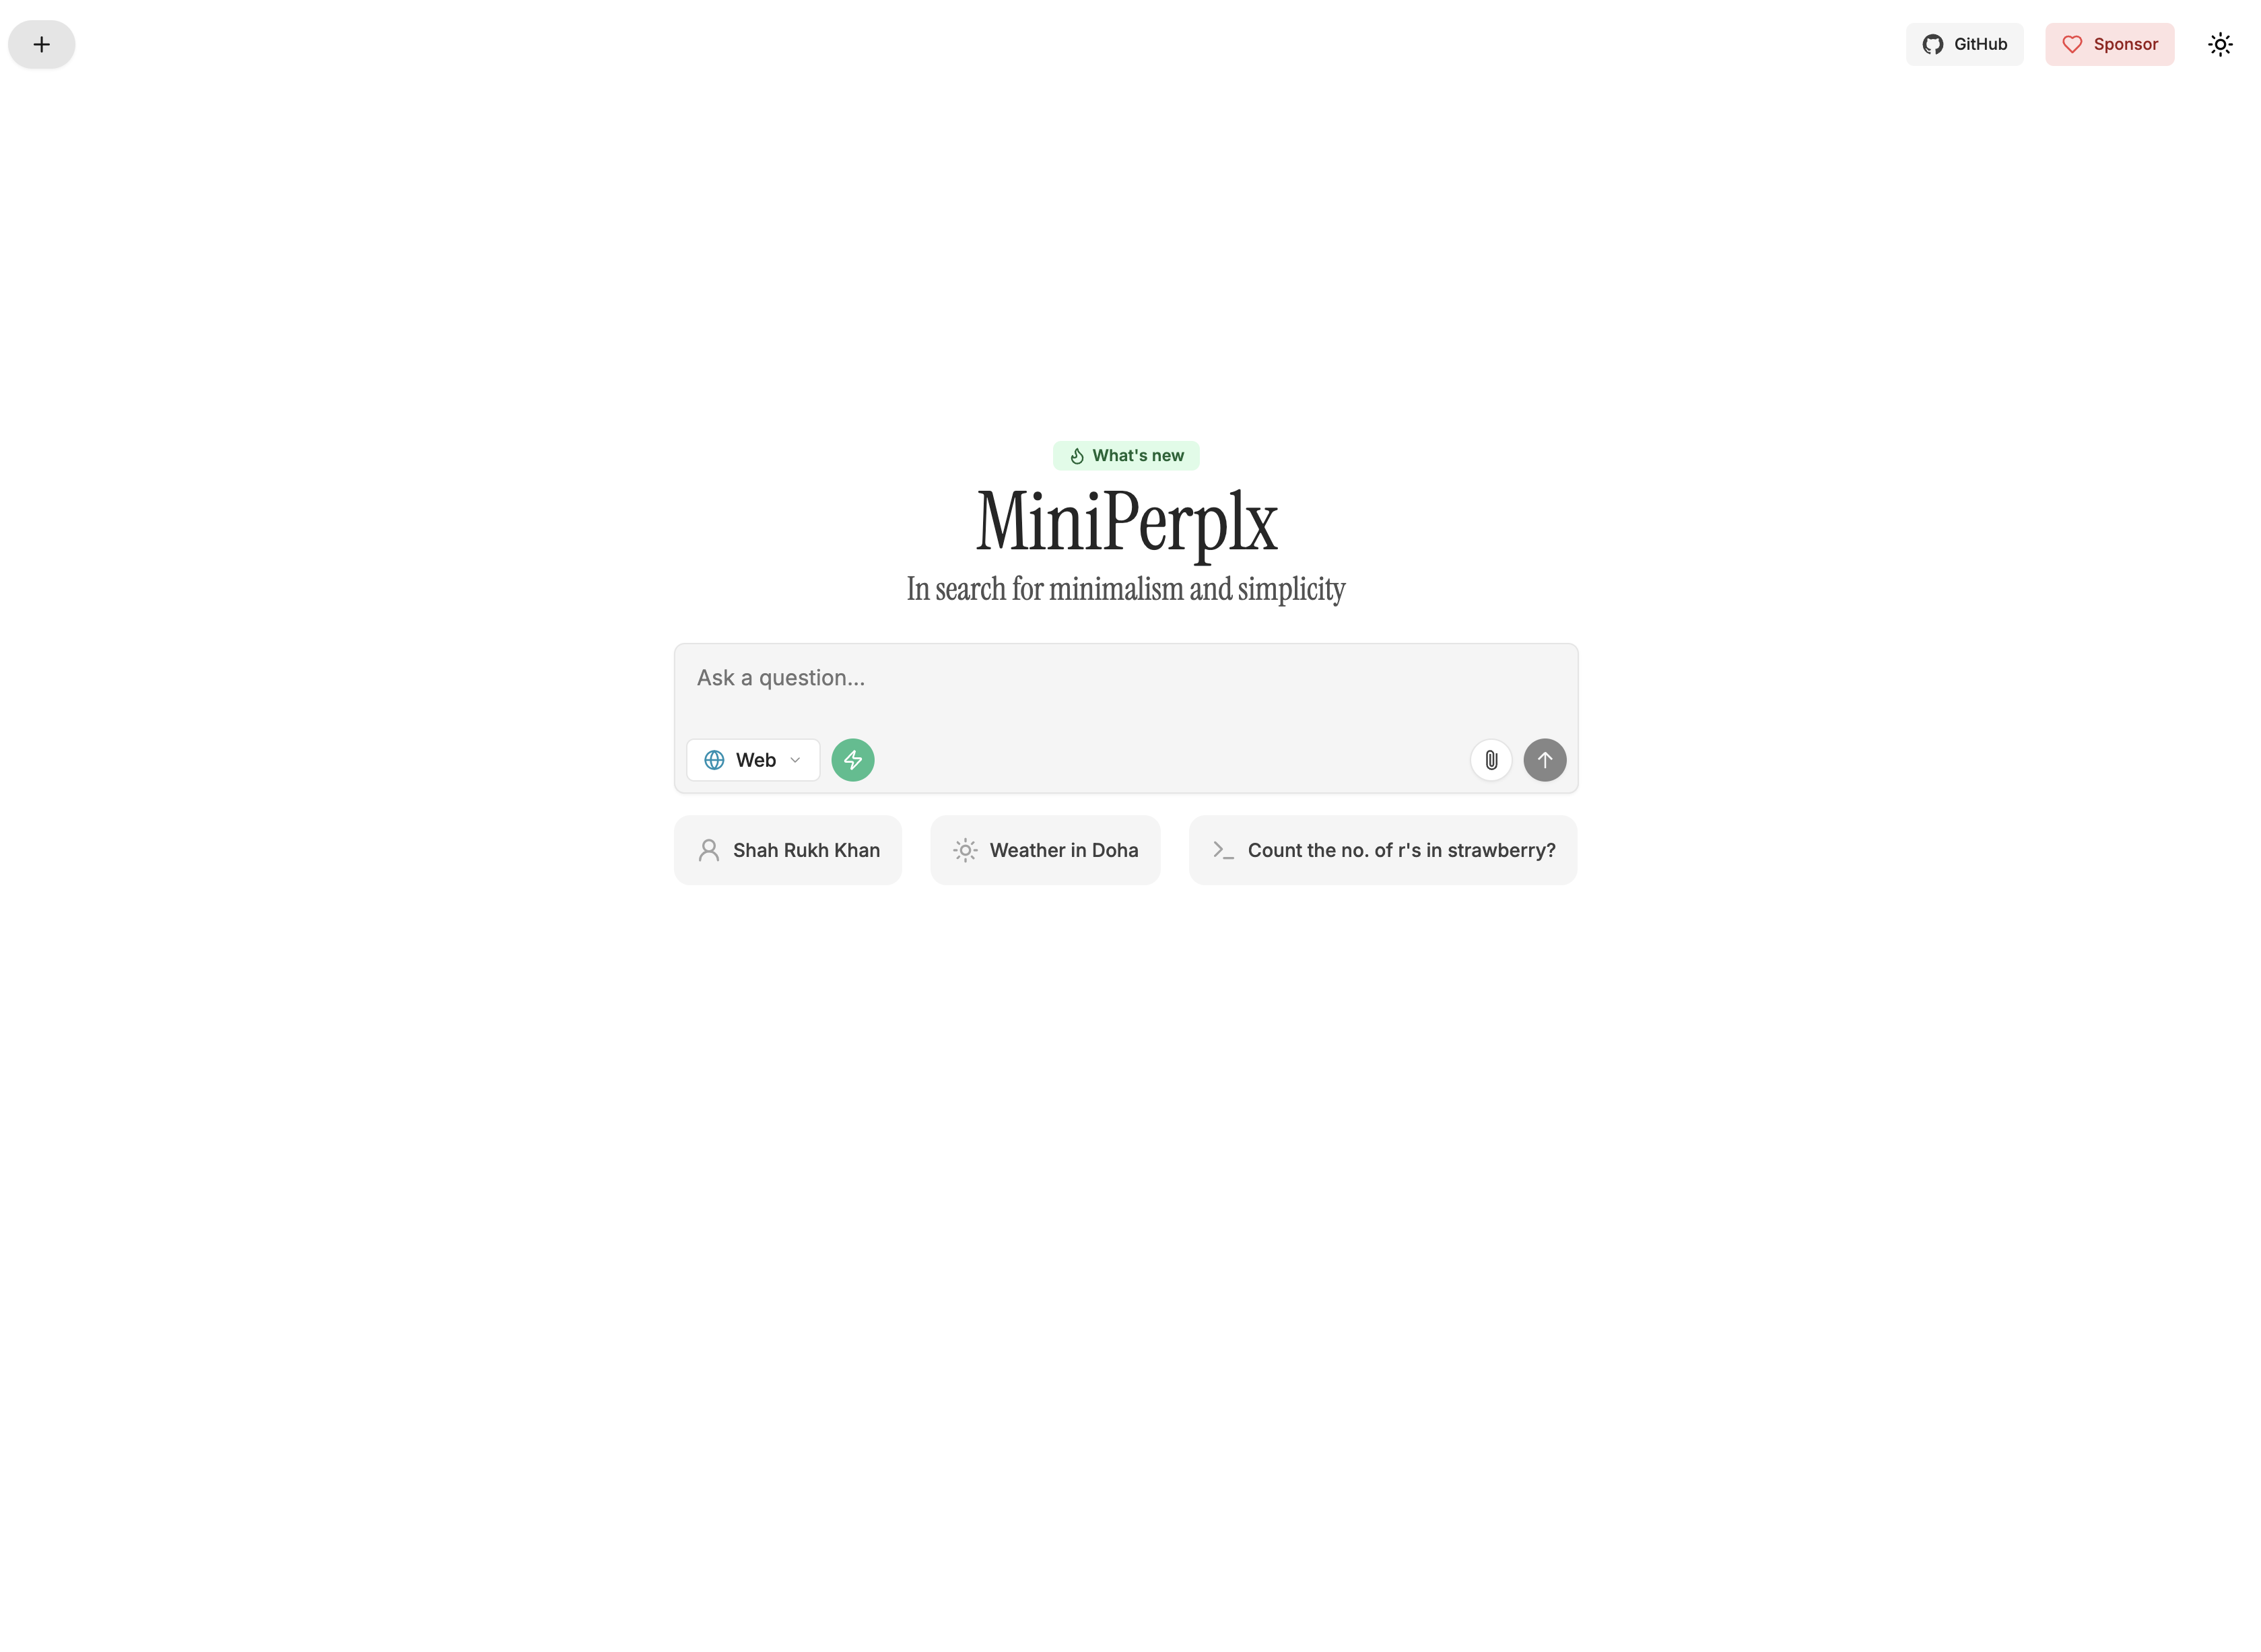 GitHub
Sponsor
What's new
MiniPerplx
In search for minimalism and simplicity
Ask a question...
Web
Shah Rukh Khan
Weather in Doha
Count the no. of r's in strawberry?